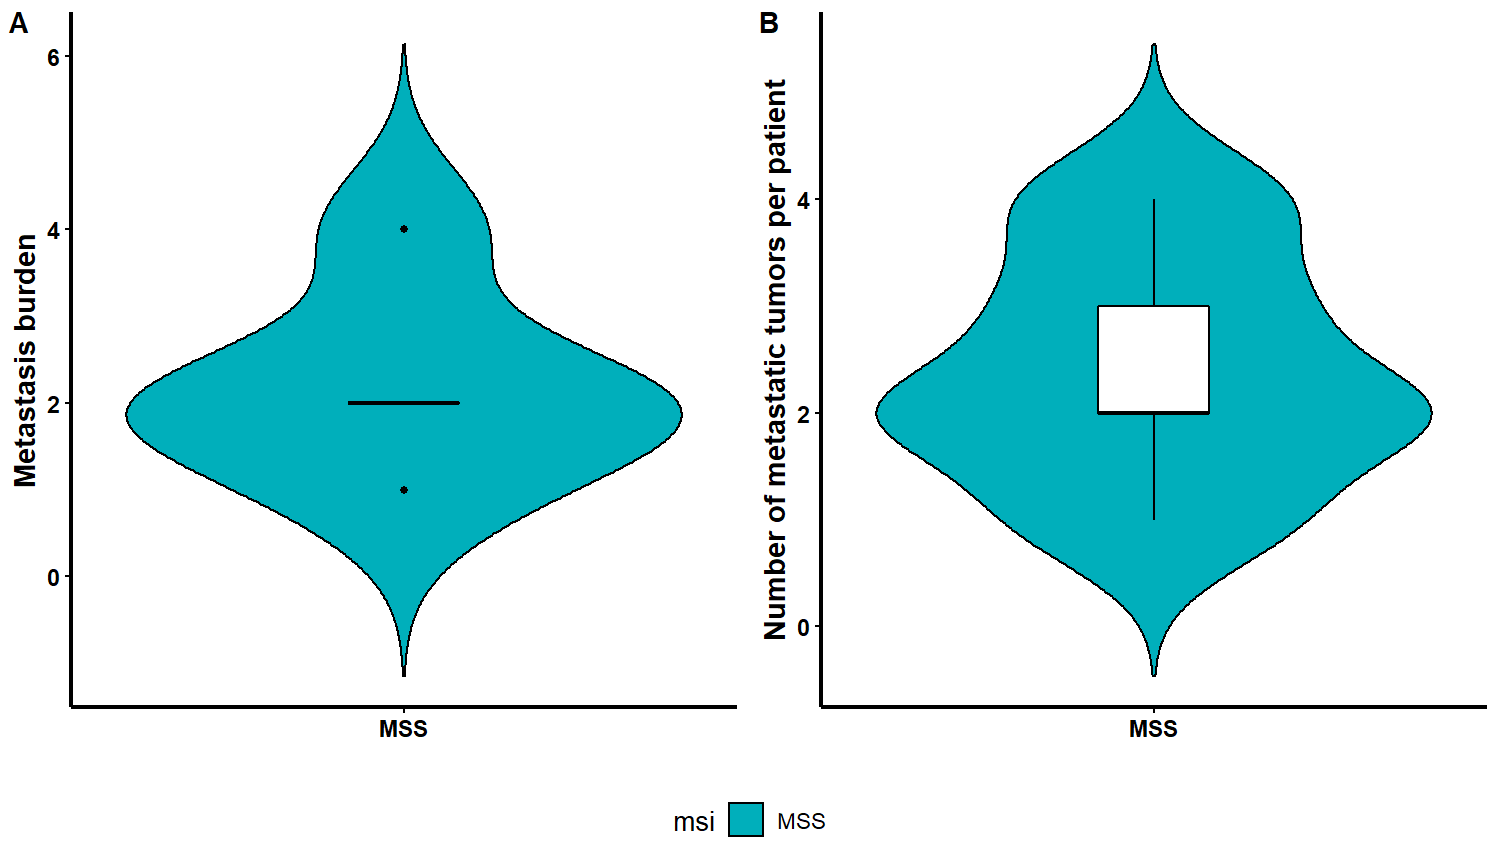 A
Metastasis burden
6
4
2
0
MSS
B
Number of metastatic tumors per patient
4
2
0
MSS
msi MSS